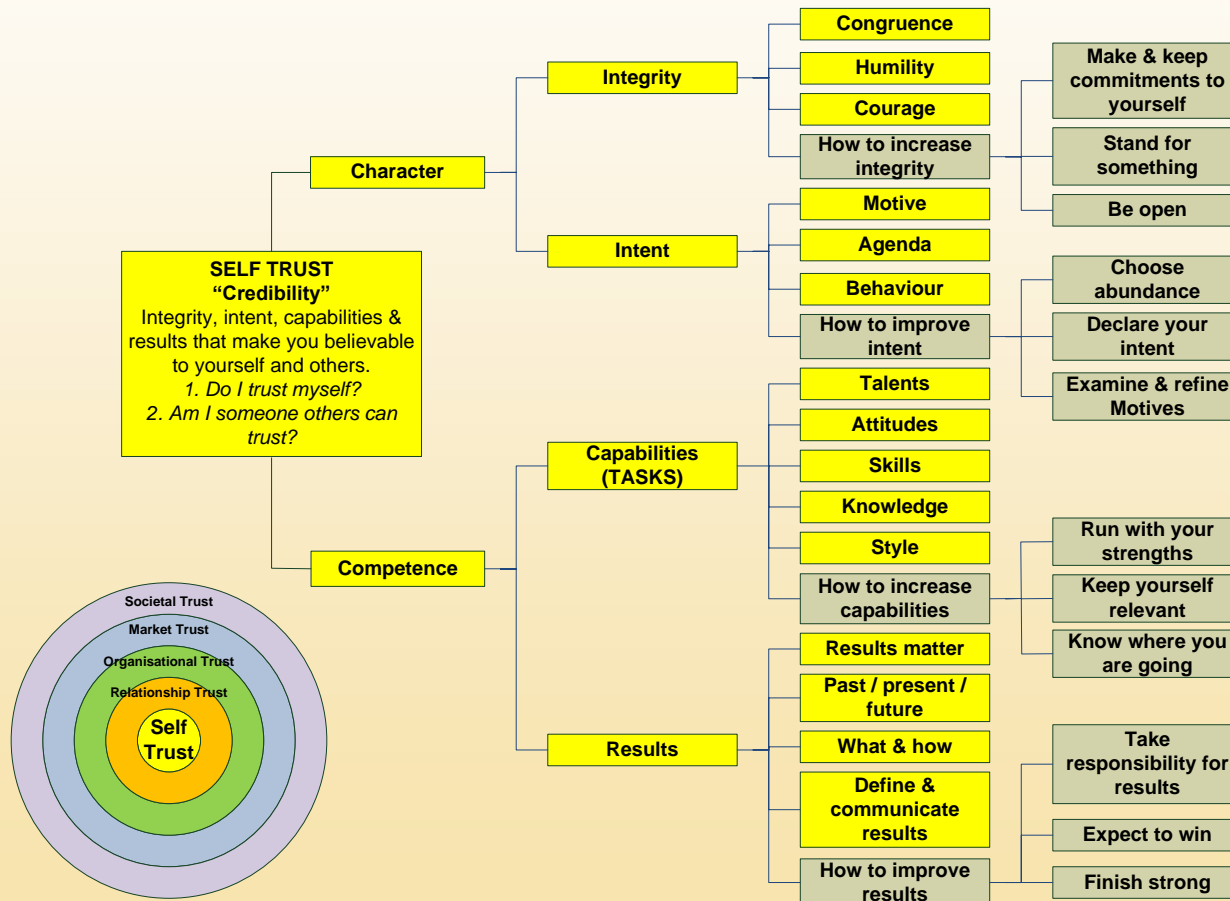 SELF TRUST
“Credibility”
Integrity, intent, capabilities &
results that make you believable
to yourself and others.
1. Do I trust myself?
2. Am I someone others can
trust?
Character
Integrity
Congruence
Humility
Courage
How to increase
integrity
Make & keep
commitments to
yourself
Stand for
something
Be open
Intent
Motive
Agenda
Behaviour
How to improve
intent
Choose
abundance
Declare your
intent
Examine & refine
Motives
Competence
Capabilities
(TASKS)
Talents
Attitudes
Skills
Knowledge
Style
How to increase
capabilities
Run with your
strengths
Keep yourself
relevant
Know where you
are going
Results
Results matter
Past / present /
future
What & how
Define &
communicate
results
How to improve
results
Take
responsibility for
results
Expect to win
Finish strong
Societal Trust
Market Trust
Organisational Trust
Relationship Trust
Self
Trust